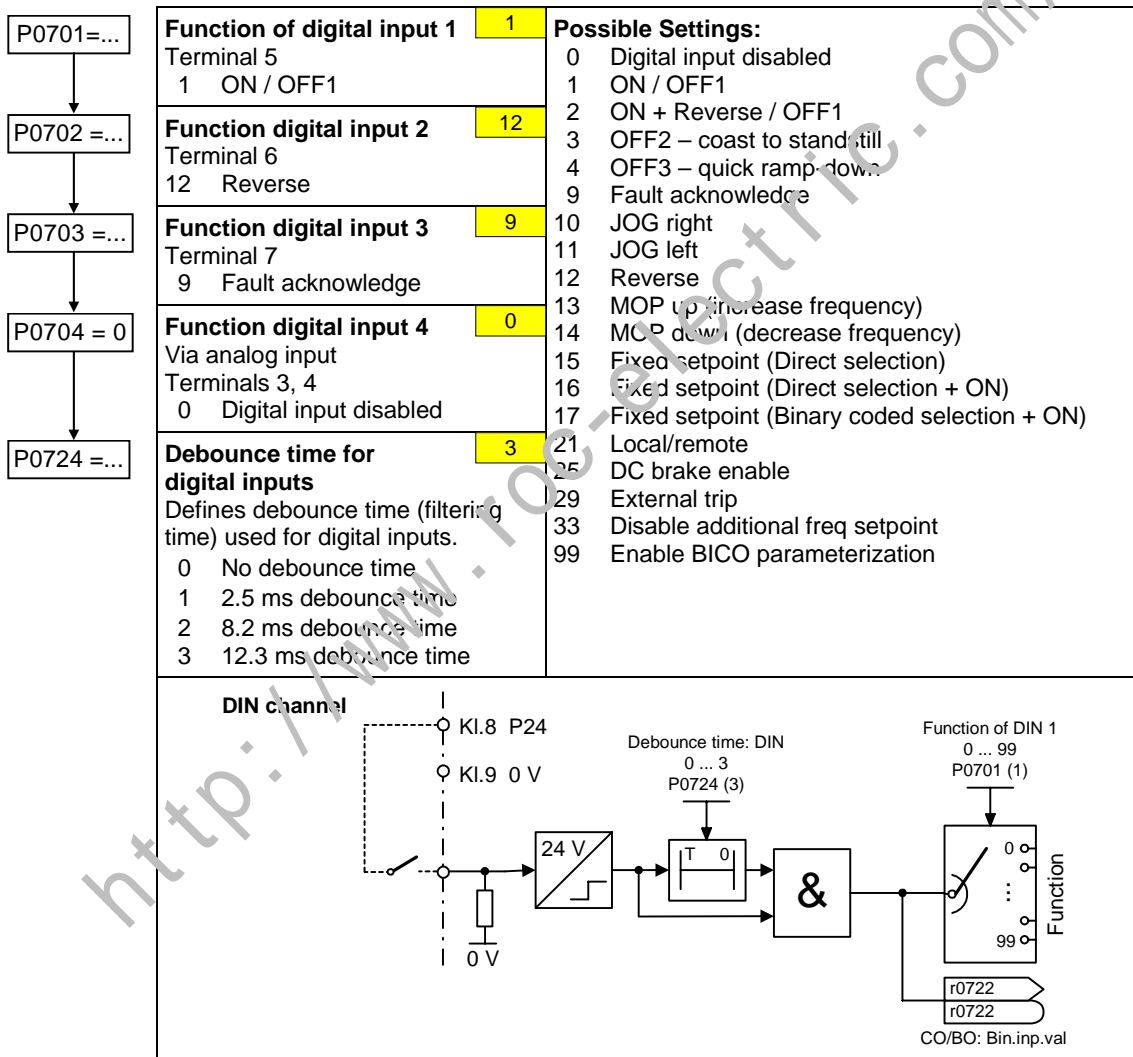 P0701=...
P0702 =...
P0703 =...
P0704 = 0
P0724 =...
Function of digital input 1 1
Terminal 5
1 ON / OFF1
Function digital input 2 12
Terminal 6
12 Reverse
Function digital input 3 9
Terminal 7
9 Fault acknowledge
Function digital input 4 0
Via analog input
Terminals 3, 4
0 Digital input disabled
Debounce time for 3
digital inputs
Defines debounce time (filtering
time) used for digital inputs.
0 No debounce time
1 2.5 ms debounce time
2 8.2 ms debounce time
3 12.3 ms debounce time
Possible Settings:
0 Digital input disabled
1 ON / OFF1
2 ON + Reverse / OFF1
3 OFF2 – coast to standstill
4 OFF3 – quick ramp-down
9 Fault acknowledge
10 JOG right
11 JOG left
12 Reverse
13 MOP up (increase frequency)
14 MOP down (decrease frequency)
15 Fixed setpoint (Direct selection)
16 Fixed setpoint (Direct selection + ON)
17 Fixed setpoint (Binary coded selection + ON)
21 Local/remote
25 DC brake enable
29 External trip
33 Disable additional freq setpoint
99 Enable BICO parameterization
DIN channel
Kl.8 P24
Kl.9 0 V
0 V
24 V
Debounce time: DIN
0 ... 3
P0724 (3)
T 0
&
Function of DIN 1
0 ... 99
P0701 (1)
0
...
99
Function
r0722
r0722
CO/BO: Bin.inp.val
http://www.roc-electric.com/